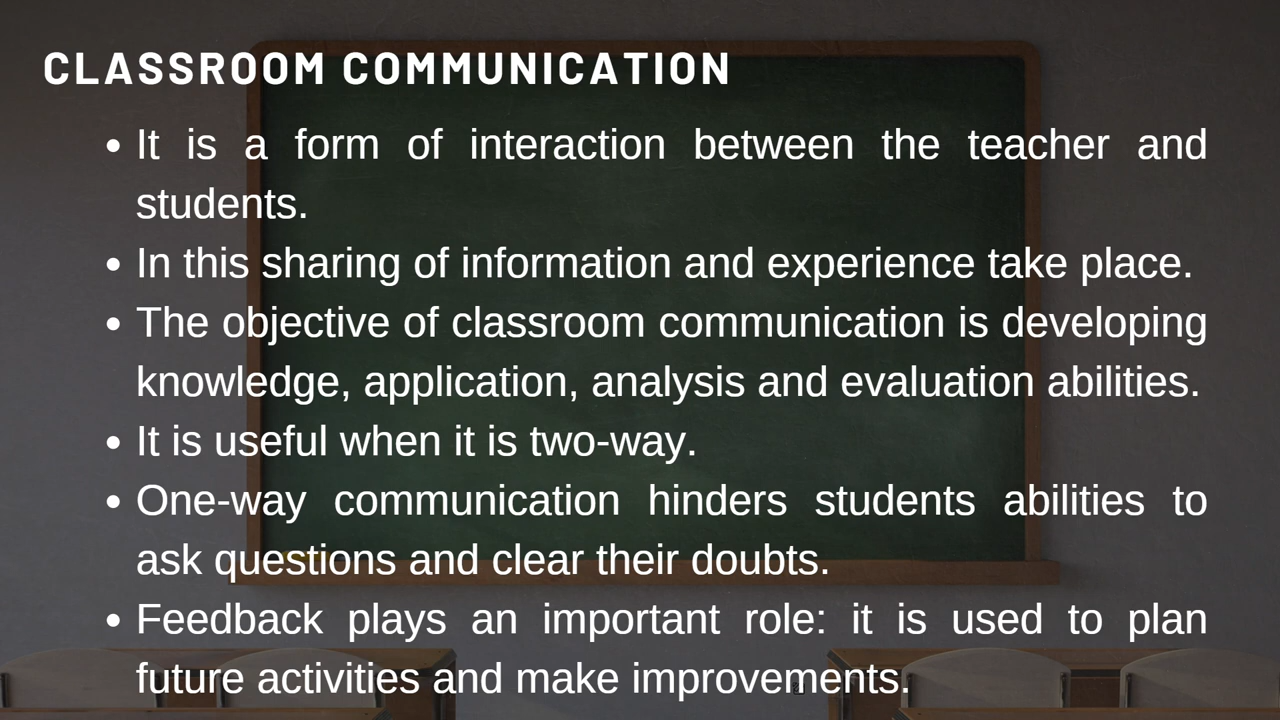 CLASSROOM COMMUNICATION
• It is a form of interaction between the teacher and
students.
• In this sharing of information and experience take place.
• The objective of classroom communication is developing
knowledge, application, analysis and evaluation abilities.
• It is useful when it is two-way.
• One-way communication hinders students abilities to
ask questions and clear their doubts.
• Feedback plays an important role: it is used to plan
future activities and make improvements.